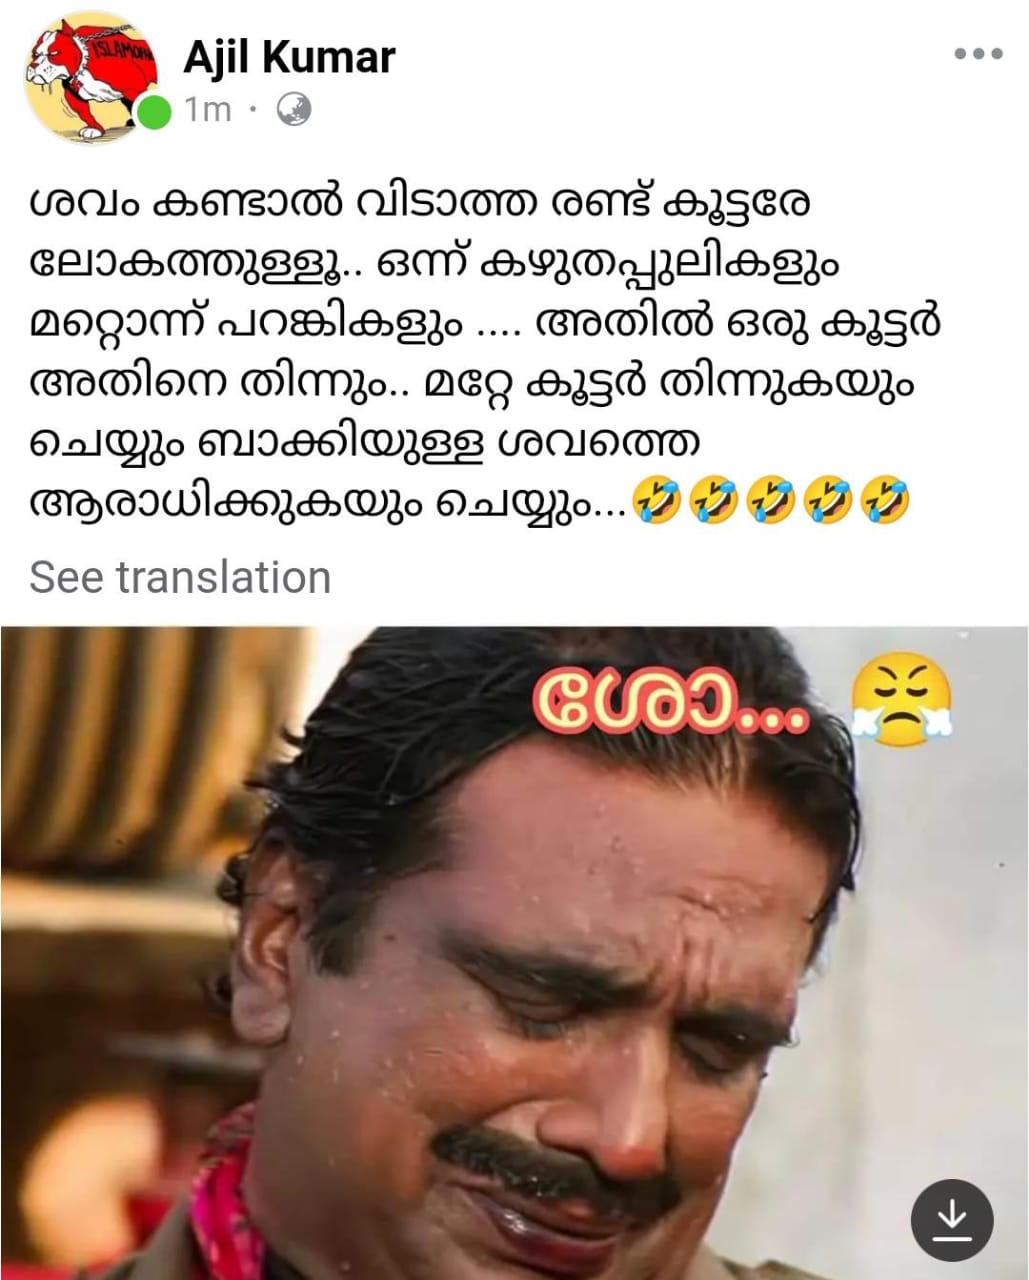 ISLAMOPH
Ajil Kumar
1m ·
ശവം കണ്ടാൽ വിടാത്ത രണ്ട് കൂട്ടരേ
ലോകത്തുള്ളൂ.. ഒന്ന് കഴുതപ്പുലികളും
മറ്റൊന്ന് പറങ്കികളും .... അതിൽ ഒരു കൂട്ടർ
അതിനെ തിന്നും.. മറ്റേ കൂട്ടർ തിന്നുകയും
ചെയ്യും ബാക്കിയുള്ള ശവത്തെ
ആരാധിക്കുകയും ചെയ്യും...🤣🤣🤣🤣🤣
See translation
ശോ... 😤